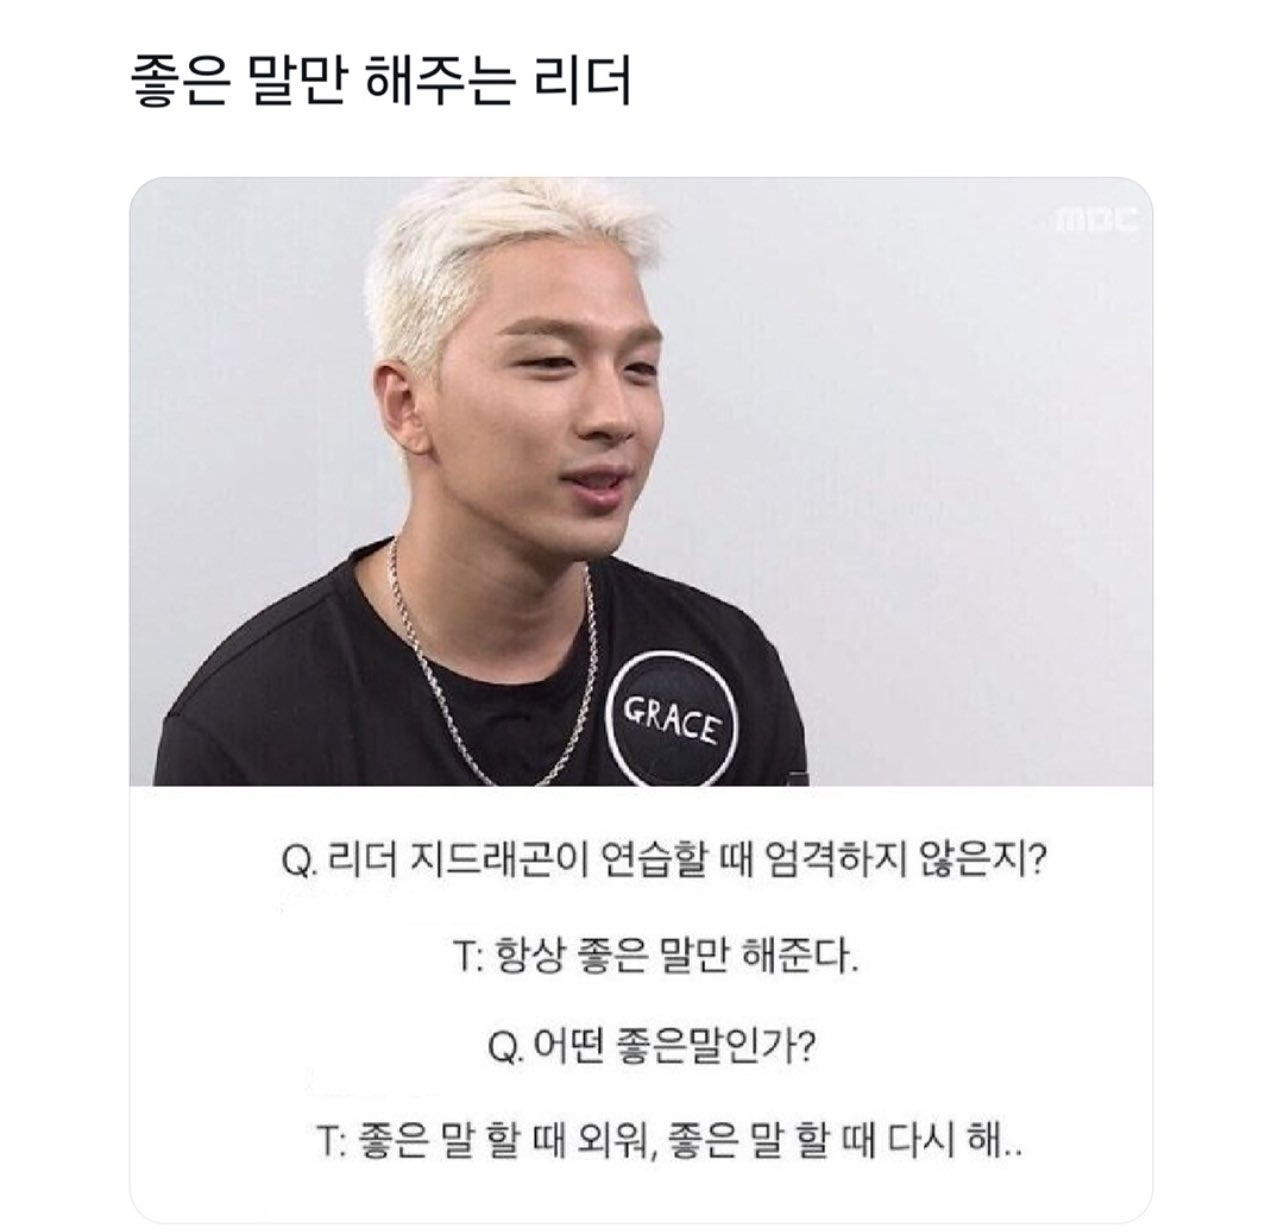 좋은 말만 해주는 리더
MBC
GRACE
Q. 리더 지드래곤이 연습할 때 엄격하지 않은지?
T: 항상 좋은 말만 해준다.
Q. 어떤 좋은말인가?
T: 좋은 말 할 때 외워, 좋은 말 할 때 다시 해..